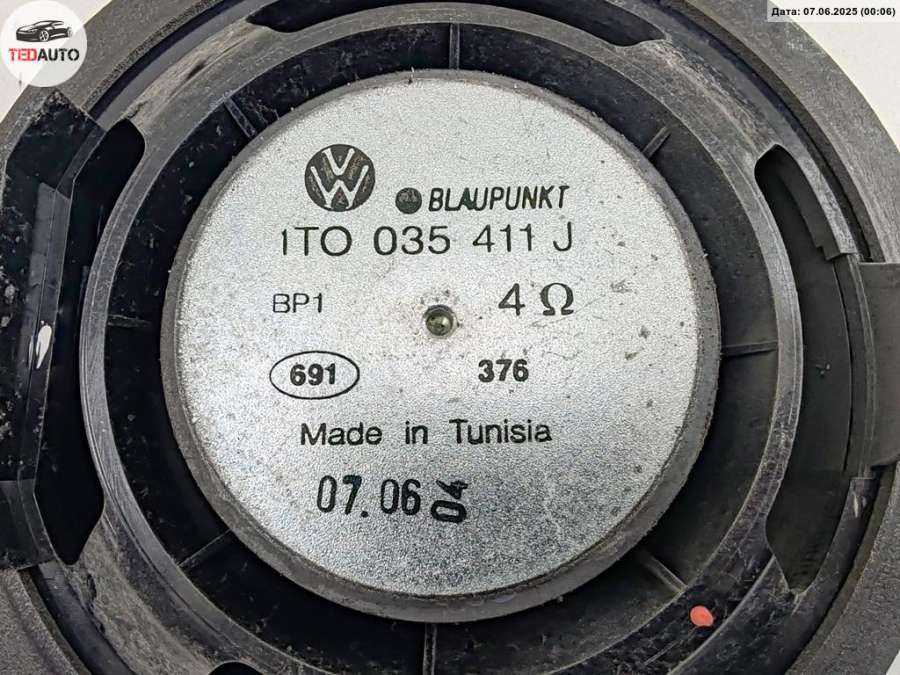 Дата: 07.06.2025 (00:06)
TEDAUTO
BLAUPUNKT
1TO 035 411 J
BP1 4 Ω
691 376
Made in Tunisia
07.06 04